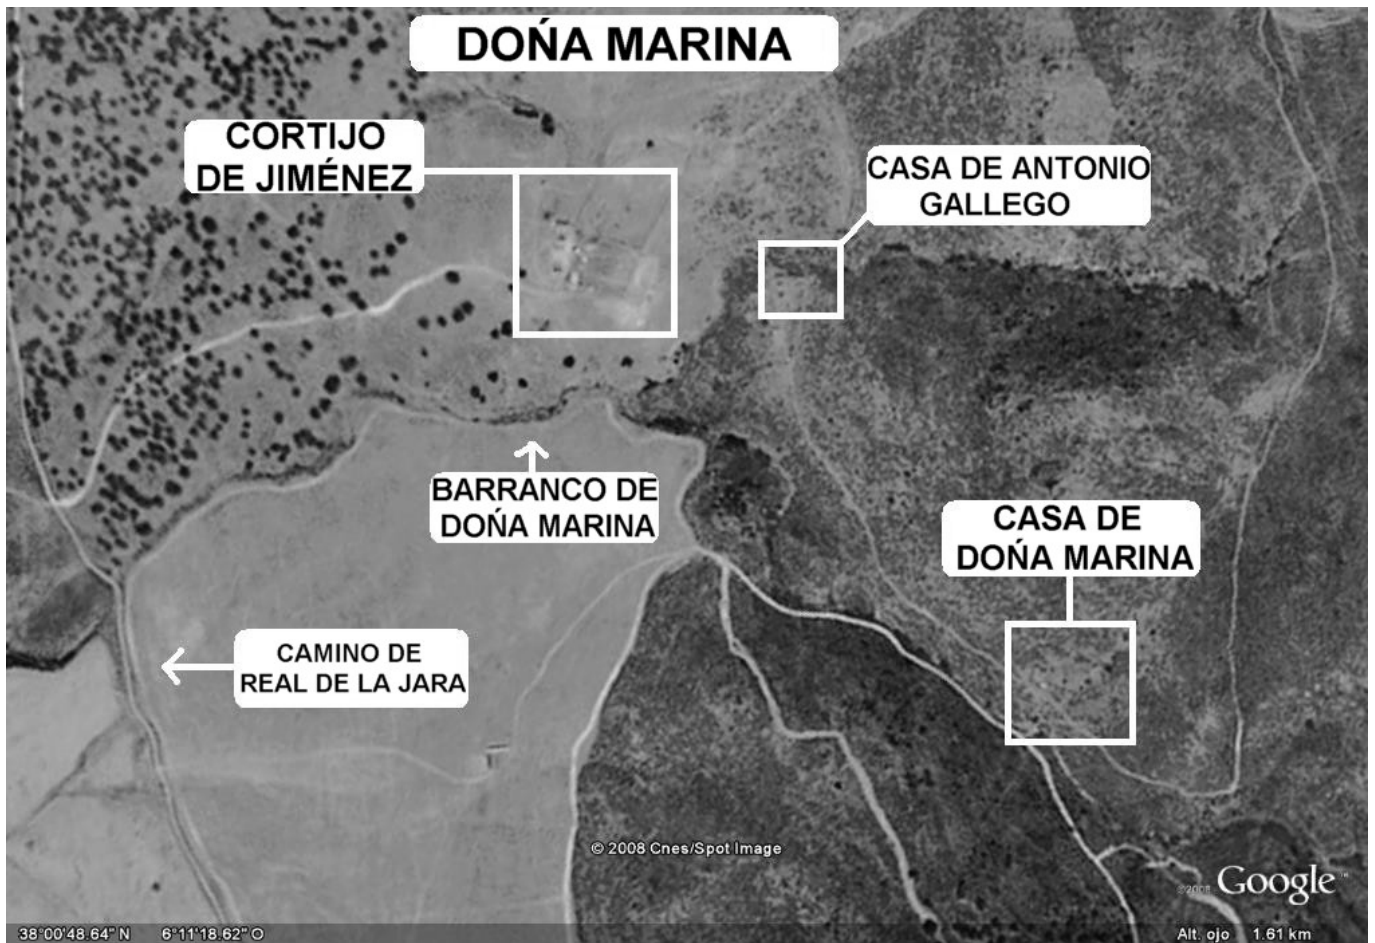 DOŃA MARINA
CORTIJO
DE JIMÉNEZ
CASA DE ANTONIO
GALLEGO
BARRANCO DE
DOŃA MARINA
CASA DE
DOŃA MARINA
CAMINO DE
REAL DE LA JARA
© 2008 Cnes/Spot Image
©2008 Google™
38°00'48.64" N 6°11'18.62" O
Alt. ojo 1.61 km